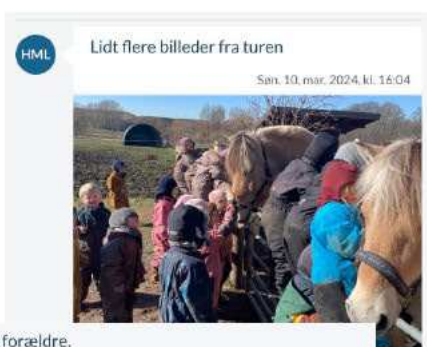 HML
Lidt flere billeder fra turen
Søn. 10. mar. 2024, kl. 16:04
forældre.